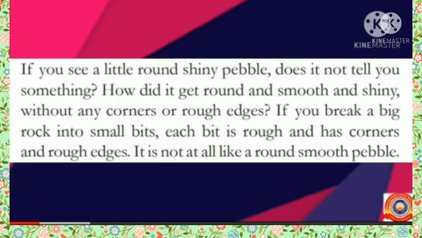 KINEMASTER
KINEMASTER
If you see a little round shiny pebble, does it not tell you
something? How did it get round and smooth and shiny,
without any corners or rough edges? If you break a big
rock into small bits, each bit is rough and has corners
and rough edges. It is not at all like a round smooth pebble.